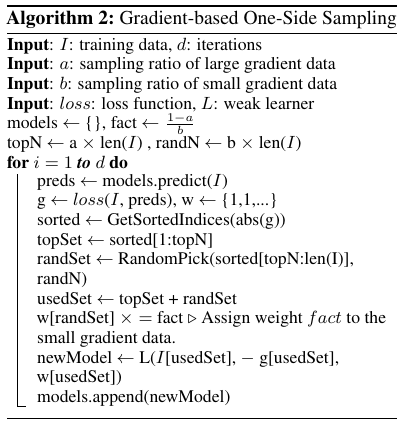 Algorithm 2: Gradient-based One-Side Sampling
Input: I: training data, d: iterations
Input: a: sampling ratio of large gradient data
Input: b: sampling ratio of small gradient data
Input: loss: loss function, L: weak learner
models ← {}, fact ← 1−a/b
topN ← a × len(I) , randN ← b × len(I)
for i = 1 to d do
preds ← models.predict(I)
g ← loss(I, preds), w ← {1,1,...}
sorted ← GetSortedIndices(abs(g))
topSet ← sorted[1:topN]
randSet ← RandomPick(sorted[topN:len(I)],
randN)
usedSet ← topSet + randSet
w[randSet] × = fact ▷ Assign weight fact to the
small gradient data.
newModel ← L(I[usedSet], − g[usedSet],
w[usedSet])
models.append(newModel)